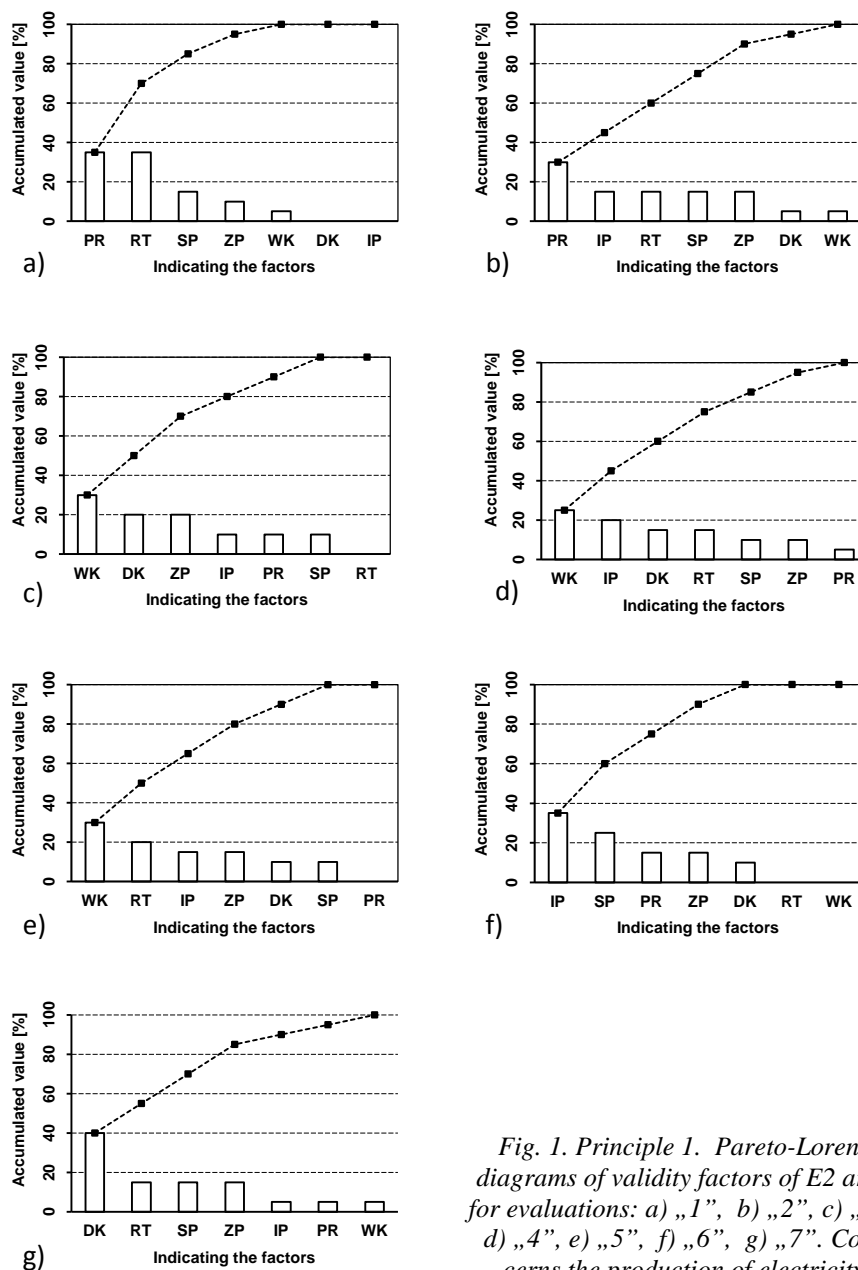 Accumulated value [%]
100
80
60
40
20
0
PR RT SP ZP WK DK IP
Indicating the factors
a)
Accumulated value [%]
100
80
60
40
20
0
PR IP RT SP ZP DK WK
Indicating the factors
b)
Accumulated value [%]
100
80
60
40
20
0
WK DK ZP IP PR SP RT
Indicating the factors
c)
Accumulated value [%]
100
80
60
40
20
0
WK IP DK RT SP ZP PR
Indicating the factors
d)
Accumulated value [%]
100
80
60
40
20
0
WK RT IP ZP DK SP PR
Indicating the factors
e)
Accumulated value [%]
100
80
60
40
20
0
IP SP PR ZP DK RT WK
Indicating the factors
f)
Accumulated value [%]
100
80
60
40
20
0
DK RT SP ZP IP PR WK
Indicating the factors
g)
Fig. 1. Principle 1. Pareto-Loren
diagrams of validity factors of E2 a
for evaluations: a) „1”, b) „2”, c) „
d) „4”, e) „5”, f) „6”, g) „7”. Co
cerns the production of electricity